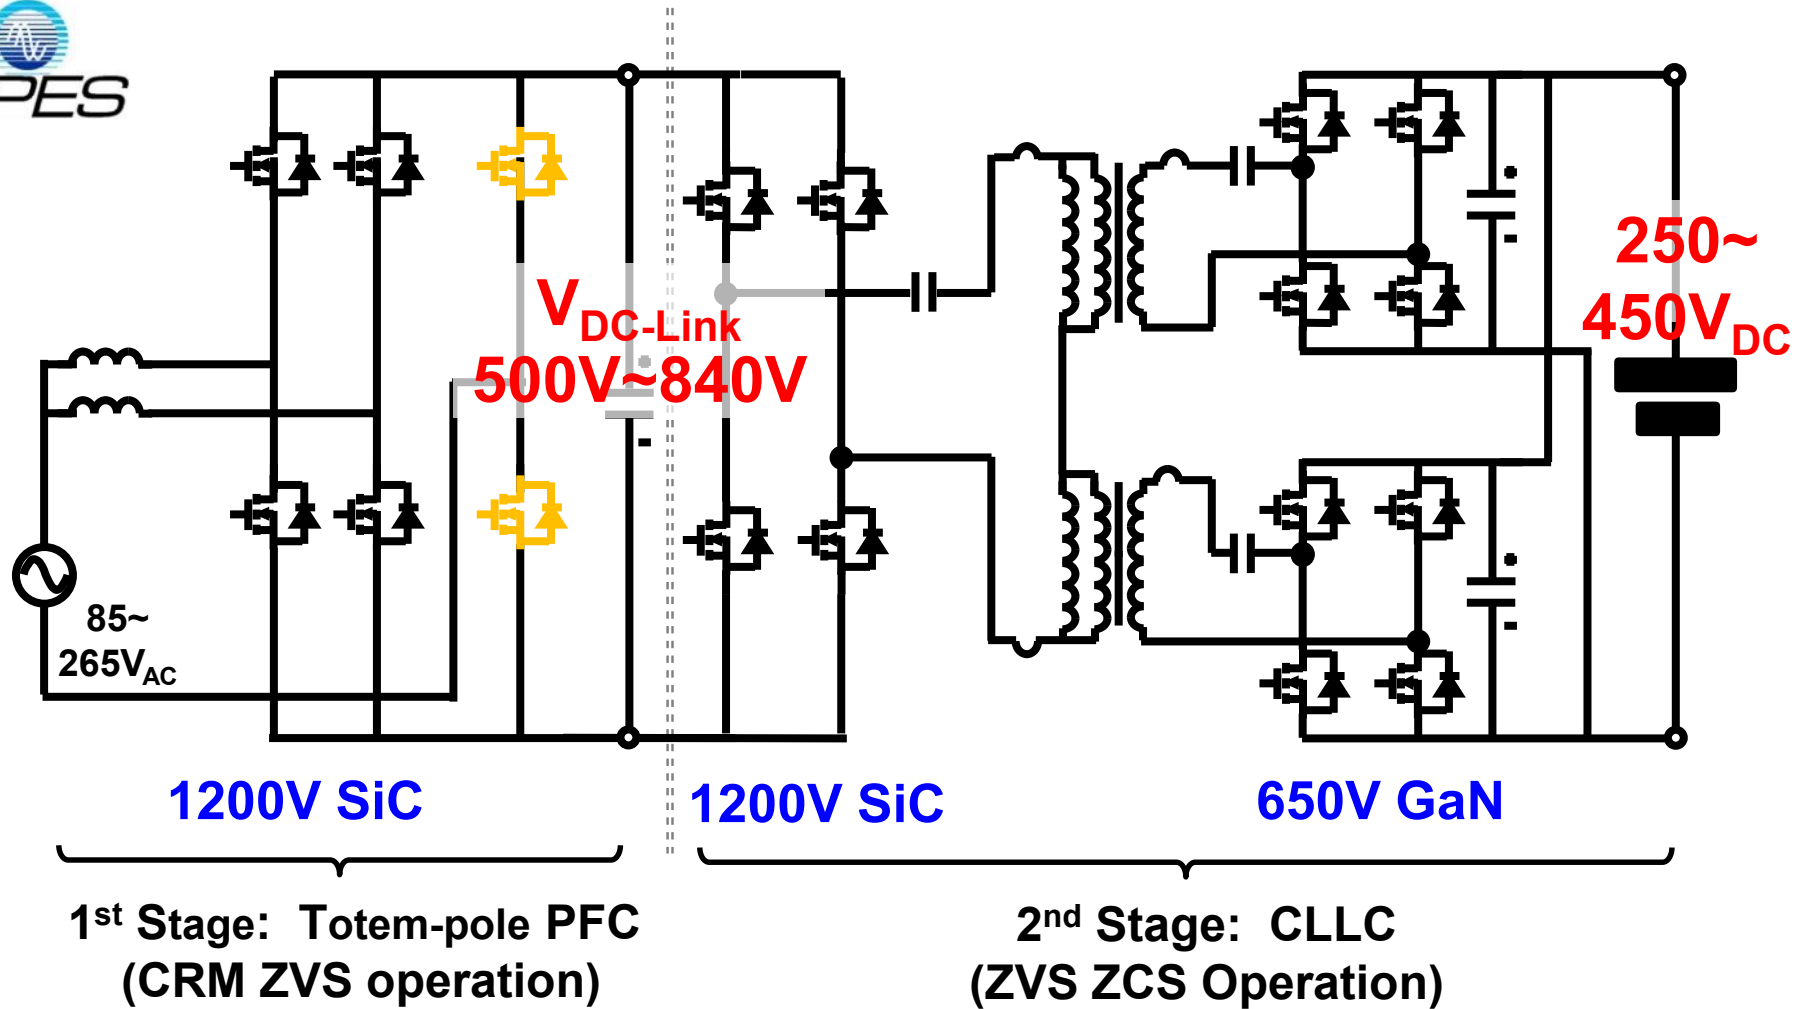 PES
V_DC-Link
500V~840V
250~
450V_DC
85~
265V_AC
1200V SiC
1200V SiC
650V GaN
1st Stage: Totem-pole PFC
(CRM ZVS operation)
2nd Stage: CLLC
(ZVS ZCS Operation)